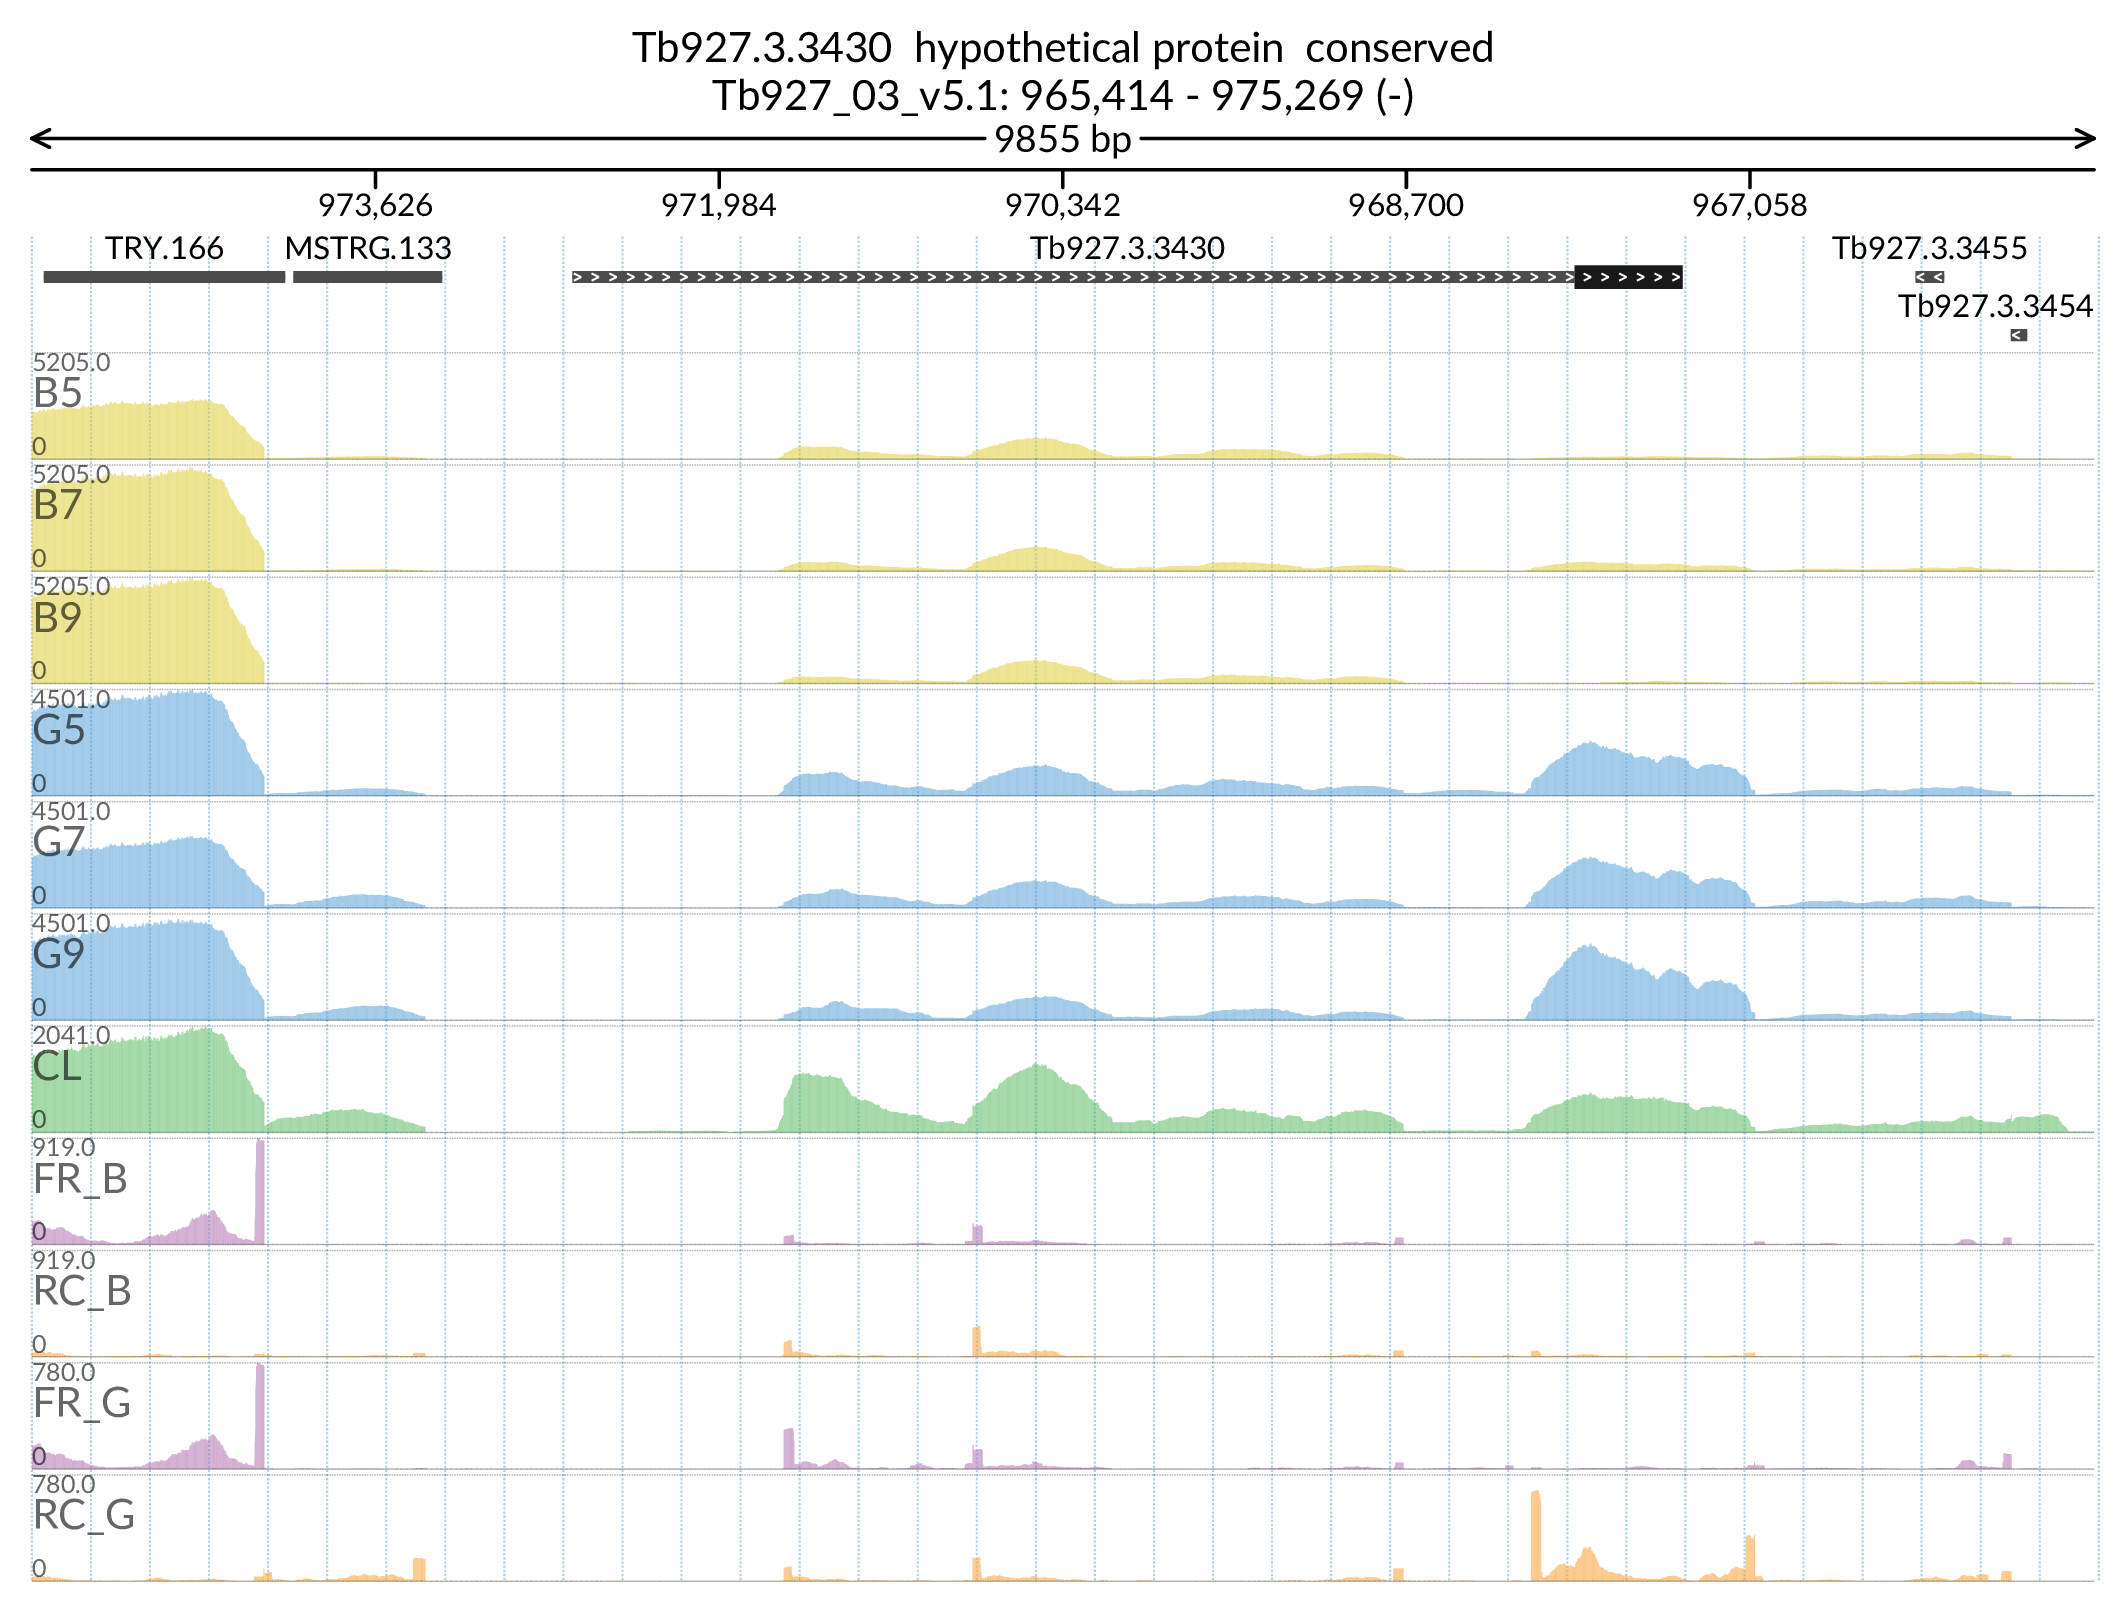 Tb927.3.3430  hypothetical protein  conserved
Tb927_03_v5.1: 965,414 - 975,269 (-)
9855 bp
973,626 971,984 970,342 968,700 967,058
TRY.166 MSTRG.133 Tb927.3.3430 Tb927.3.3455
Tb927.3.3454
5205.0
B5
0
5205.0
B7
0
5205.0
B9
0
4501.0
G5
0
4501.0
G7
0
4501.0
G9
0
2041.0
CL
0
919.0
FR_B
0
919.0
RC_B
0
780.0
FR_G
0
780.0
RC_G
0